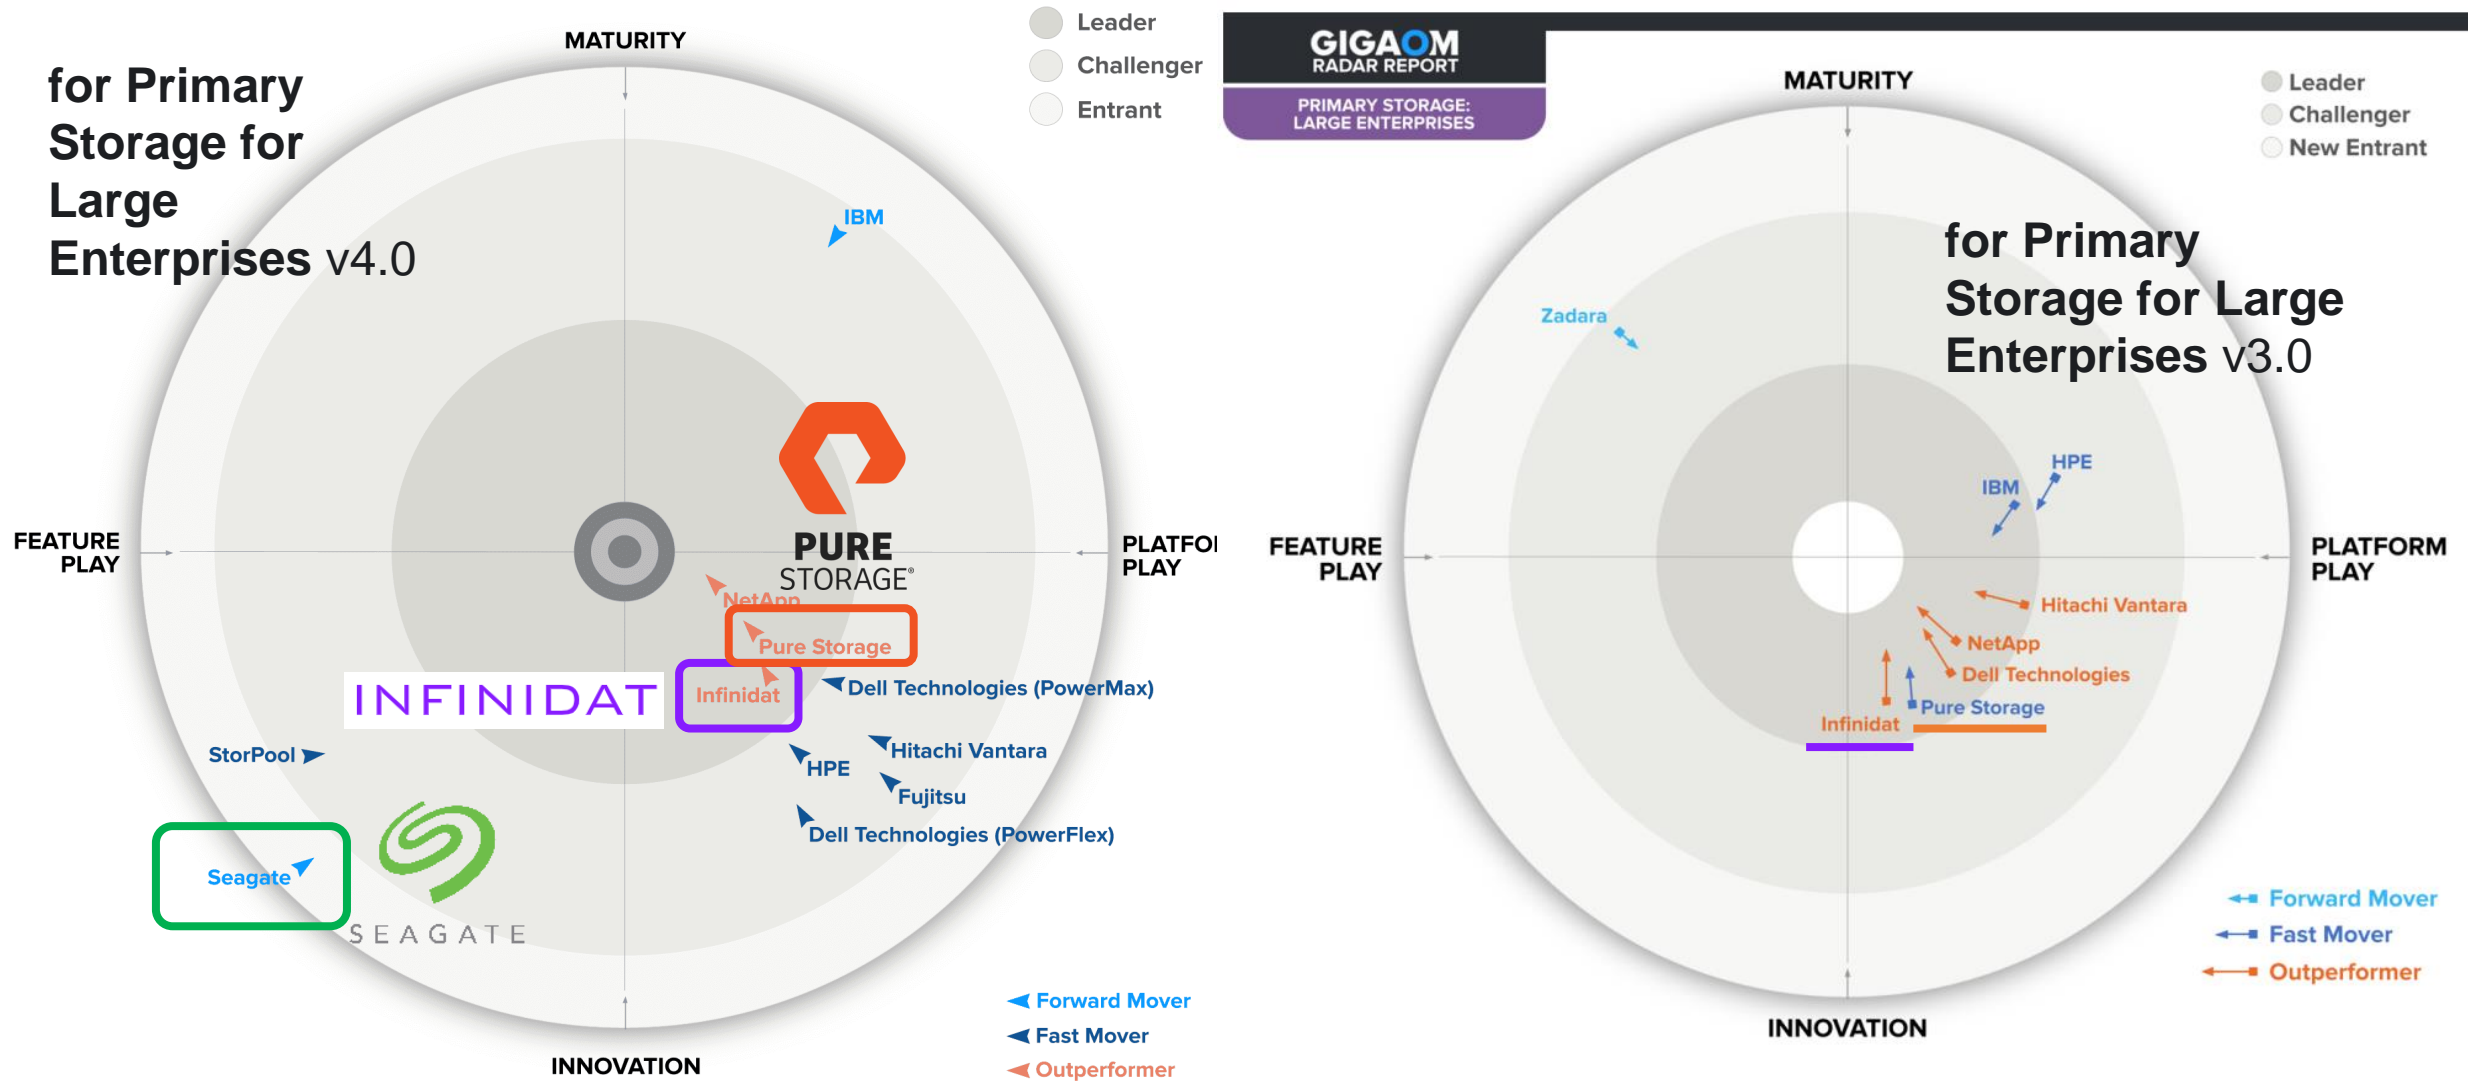 MATURITY
for Primary
Storage for
Large
Enterprises v4.0
Leader
Challenger
Entrant
IBM
FEATURE
PLAY
PURE
STORAGE®
PLATFO
PLAY
NetApp
Pure Storage
INFINIDAT
Infinidat
Dell Technologies (PowerMax)
StorPool
Hitachi Vantara
HPE
Fujitsu
Dell Technologies (PowerFlex)
Seagate
SEAGATE
Forward Mover
Fast Mover
Outperformer
INNOVATION
GIGAOM
RADAR REPORT
PRIMARY STORAGE:
LARGE ENTERPRISES
MATURITY
Leader
Challenger
New Entrant
for Primary
Storage for Large
Enterprises v3.0
Zadara
HPE
IBM
FEATURE
PLAY
PLATFORM
PLAY
Hitachi Vantara
NetApp
Dell Technologies
Pure Storage
Infinidat
Forward Mover
Fast Mover
Outperformer
INNOVATION